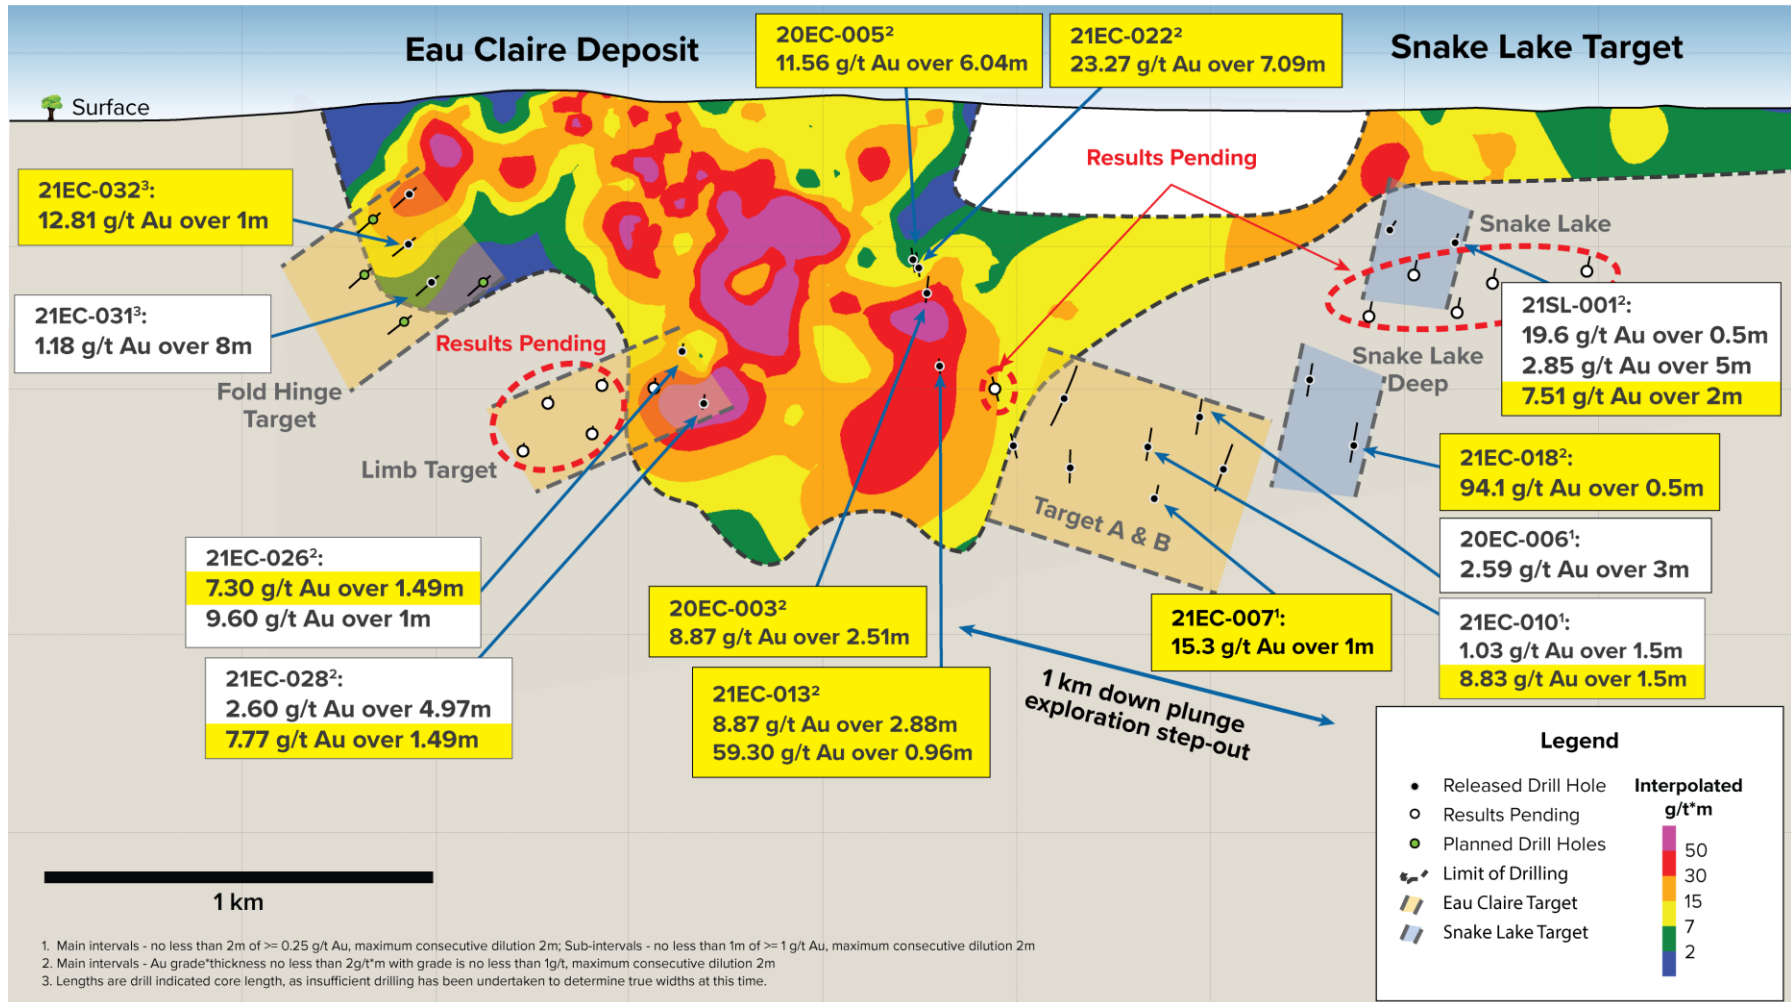 Eau Claire Deposit
Snake Lake Target
20EC-005²
11.56 g/t Au over 6.04m
21EC-022²
23.27 g/t Au over 7.09m
Surface
Results Pending
21EC-032³:
12.81 g/t Au over 1m
Snake Lake
21EC-031³:
1.18 g/t Au over 8m
21SL-001²:
19.6 g/t Au over 0.5m
2.85 g/t Au over 5m
7.51 g/t Au over 2m
Results Pending
Snake Lake
Deep
Fold Hinge
Target
Limb Target
21EC-018²:
94.1 g/t Au over 0.5m
Target A & B
20EC-006¹:
2.59 g/t Au over 3m
21EC-026²:
7.30 g/t Au over 1.49m
9.60 g/t Au over 1m
20EC-003²
8.87 g/t Au over 2.51m
21EC-007¹:
15.3 g/t Au over 1m
21EC-010¹:
1.03 g/t Au over 1.5m
8.83 g/t Au over 1.5m
21EC-028²:
2.60 g/t Au over 4.97m
7.77 g/t Au over 1.49m
21EC-013²
8.87 g/t Au over 2.88m
59.30 g/t Au over 0.96m
1 km down plunge
exploration step-out
Legend
Released Drill Hole
Results Pending
Planned Drill Holes
Limit of Drilling
Eau Claire Target
Snake Lake Target
Interpolated
g/t*m
50
30
15
7
2
1 km
1. Main intervals - no less than 2m of >= 0.25 g/t Au, maximum consecutive dilution 2m; Sub-intervals - no less than 1m of >= 1 g/t Au, maximum consecutive dilution 2m
2. Main intervals - Au grade*thickness no less than 2g/t*m with grade is no less than 1g/t, maximum consecutive dilution 2m
3. Lengths are drill indicated core length, as insufficient drilling has been undertaken to determine true widths at this time.